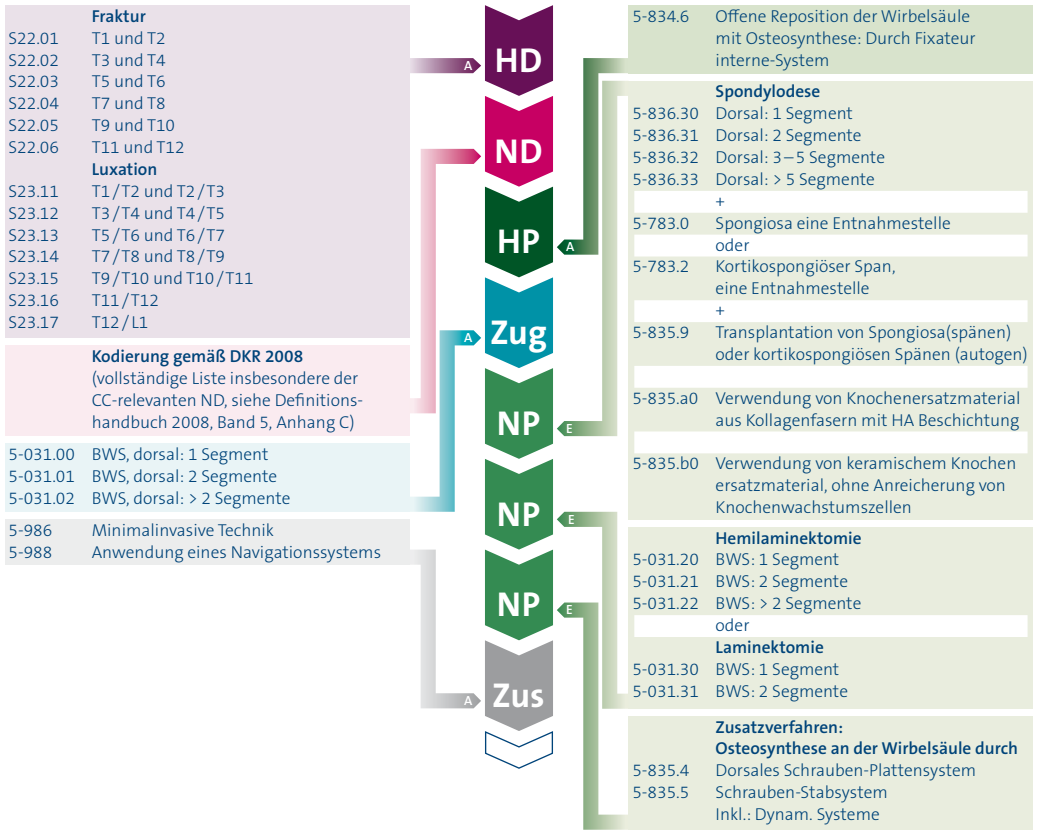 Fraktur
S22.01 T1 und T2
S22.02 T3 und T4
S22.03 T5 und T6
S22.04 T7 und T8
S22.05 T9 und T10
S22.06 T11 und T12
Luxation
S23.11 T1/T2 und T2/T3
S23.12 T3/T4 und T4/T5
S23.13 T5/T6 und T6/T7
S23.14 T7/T8 und T8/T9
S23.15 T9/T10 und T10/T11
S23.16 T11/T12
S23.17 T12/L1
Kodierung gemäß DKR 2008
(vollständige Liste insbesondere der
CC-relevanten ND, siehe Definitions-
handbuch 2008, Band 5, Anhang C)
5-031.00 BWS, dorsal: 1 Segment
5-031.01 BWS, dorsal: 2 Segmente
5-031.02 BWS, dorsal: > 2 Segmente
5-986 Minimalinvasive Technik
5-988 Anwendung eines Navigationssystems
A HD
ND
HP A
A Zug
NP E
NP E
NP E
A Zus
5-834.6 Offene Reposition der Wirbelsäule
mit Osteosynthese: Durch Fixateur
interne-System
Spondylodese
5-836.30 Dorsal: 1 Segment
5-836.31 Dorsal: 2 Segmente
5-836.32 Dorsal: 3–5 Segmente
5-836.33 Dorsal: > 5 Segmente
+
5-783.0 Spongiosa eine Entnahmestelle
oder
5-783.2 Kortikospongiöser Span,
eine Entnahmestelle
+
5-835.9 Transplantation von Spongiosa(spänen)
oder kortikospongiösen Spänen (autogen)
5-835.a0 Verwendung von Knochenersatzmaterial
aus Kollagenfasern mit HA Beschichtung
5-835.b0 Verwendung von keramischem Knochen
ersatzmaterial, ohne Anreicherung von
Knochenwachstumszellen
Hemilaminektomie
5-031.20 BWS: 1 Segment
5-031.21 BWS: 2 Segmente
5-031.22 BWS: > 2 Segmente
oder
Laminektomie
5-031.30 BWS: 1 Segment
5-031.31 BWS: 2 Segmente
Zusatzverfahren:
Osteosynthese an der Wirbelsäule durch
5-835.4 Dorsales Schrauben-Plattensystem
5-835.5 Schrauben-Stabsystem
Inkl.: Dynam. Systeme